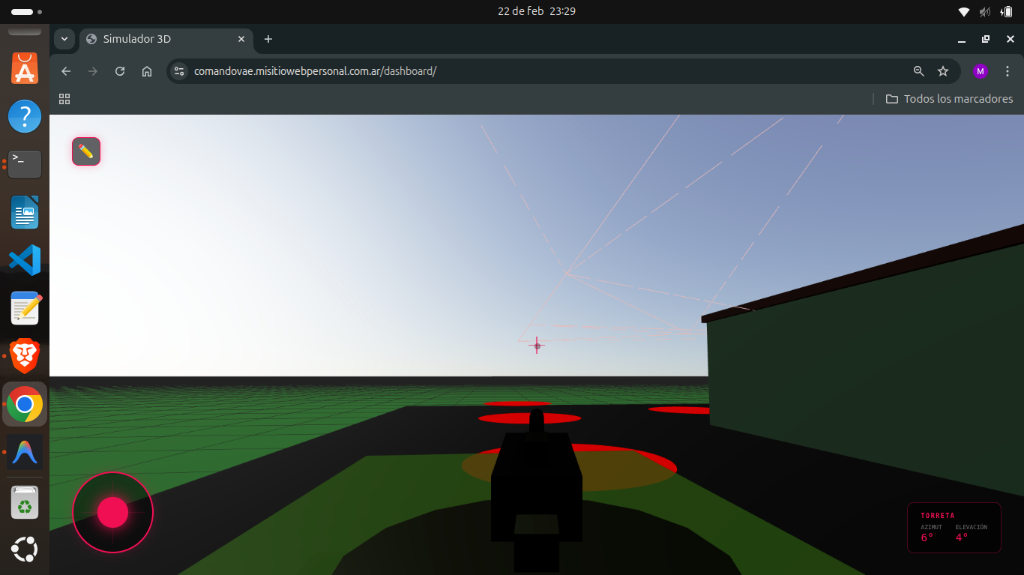 22 de feb 23:29
Simulador 3D
comandovae.misitiowebpersonal.com.ar/dashboard/
M
Todos los marcadores
TORRETA
AZIMUT ELEVACIÓN
6° 4°